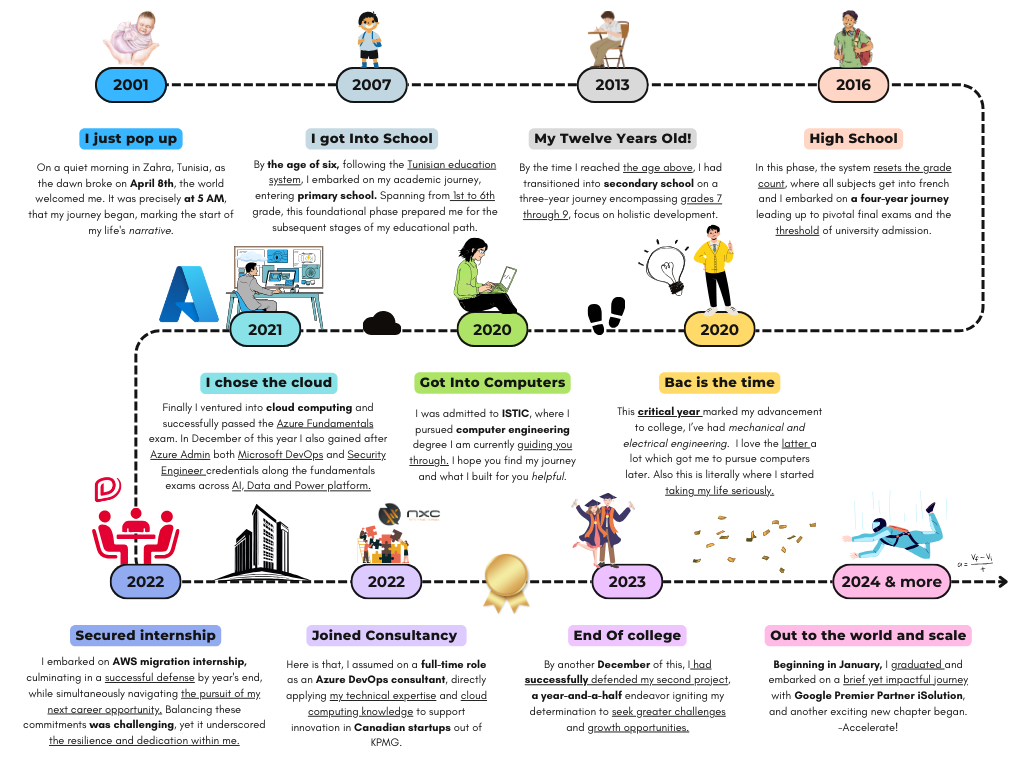 2001
2007
2013
2016
I just pop up
I got Into School
My Twelve Years Old!
High School
On a quiet morning in Zahra, Tunisia, as
the dawn broke on April 8th, the world
welcomed me. It was precisely at 5 AM,
that my journey began, marking the start of
my life's narrative.
By the age of six, following the Tunisian education
system, I embarked on my academic journey,
entering primary school. Spanning from 1st to 6th
grade, this foundational phase prepared me for the
subsequent stages of my educational path.
By the time I reached the age above, I had
transitioned into secondary school on a
three-year journey encompassing grades 7
through 9, focus on holistic development.
In this phase, the system resets the grade
count, where all subjects get into french
and I embarked on a four-year journey
leading up to pivotal final exams and the
threshold of university admission.
2020
2020
2021
Bac is the time
Got Into Computers
I chose the cloud
This critical year marked my advancement
to college, I've had mechanical and
electrical engineering. I love the latter a
lot which got me to pursue computers
later. Also this is literally where I started
taking my life seriously.
I was admitted to ISTIC, where I
pursued computer engineering
degree I am currently guiding you
through. I hope you find my journey
and what I built for you helpful.
Finally I ventured into cloud computing and
successfully passed the Azure Fundamentals
exam. In December of this year I also gained after
Azure Admin both Microsoft DevOps and Security
Engineer credentials along the fundamentals
exams across AI, Data and Power platform.
nxc
2022
2022
2023
2024 & more
a = Vf – Vi / t
Secured internship
Joined Consultancy
End Of college
Out to the world and scale
I embarked on AWS migration internship,
culminating in a successful defense by year's end,
while simultaneously navigating the pursuit of my
next career opportunity. Balancing these
commitments was challenging, yet it underscored
the resilience and dedication within me.
Here is that, I assumed on a full-time role
as an Azure DevOps consultant, directly
applying my technical expertise and cloud
computing knowledge to support
innovation in Canadian startups out of
KPMG.
By another December of this, I had
successfully defended my second project,
a year-and-a-half endeavor igniting my
determination to seek greater challenges
and growth opportunities.
Beginning in January, I graduated and
embarked on a brief yet impactful journey
with Google Premier Partner iSolution,
and another exciting new chapter began.
-Accelerate!